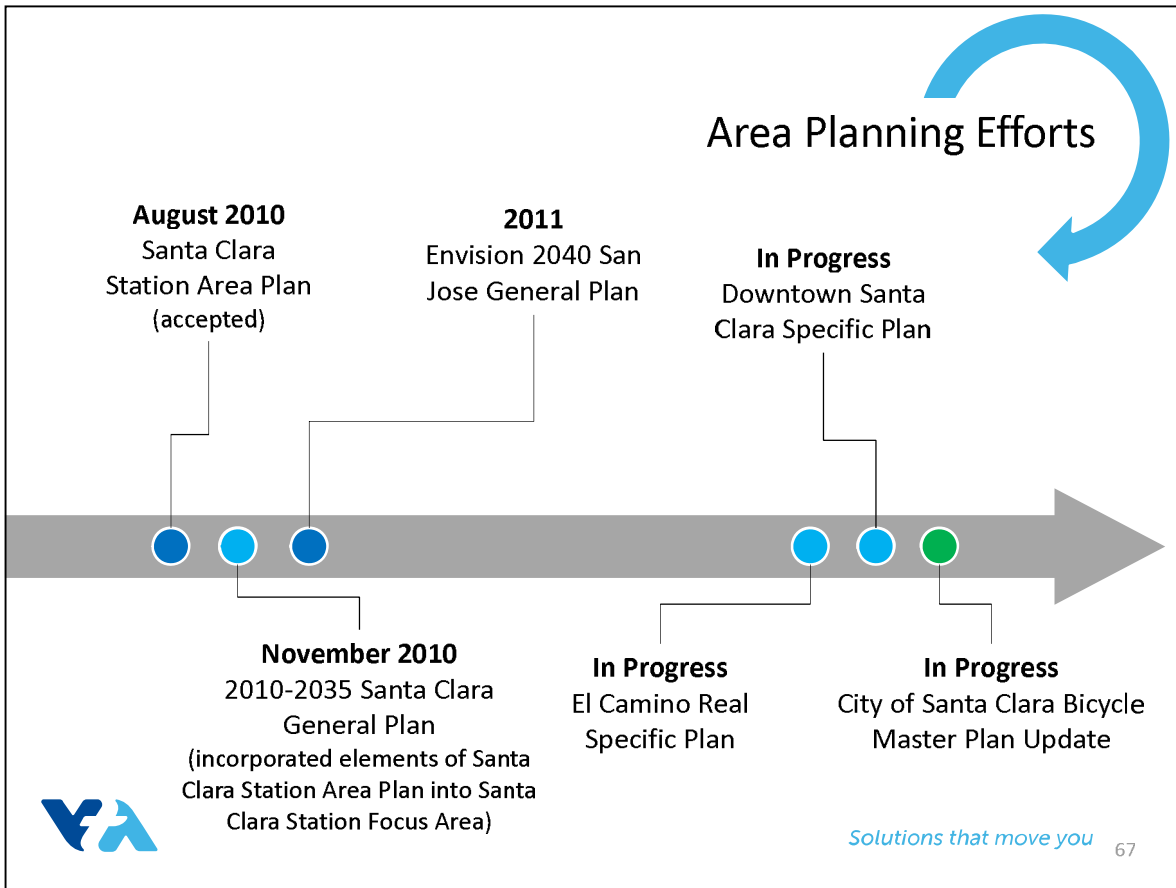 Area Planning Efforts
August 2010
Santa Clara
Station Area Plan
(accepted)
2011
Envision 2040 San
Jose General Plan
In Progress
Downtown Santa
Clara Specific Plan
November 2010
2010-2035 Santa Clara
General Plan
(incorporated elements of Santa
Clara Station Area Plan into Santa
Clara Station Focus Area)
In Progress
El Camino Real
Specific Plan
In Progress
City of Santa Clara Bicycle
Master Plan Update
VTA
Solutions that move you
67